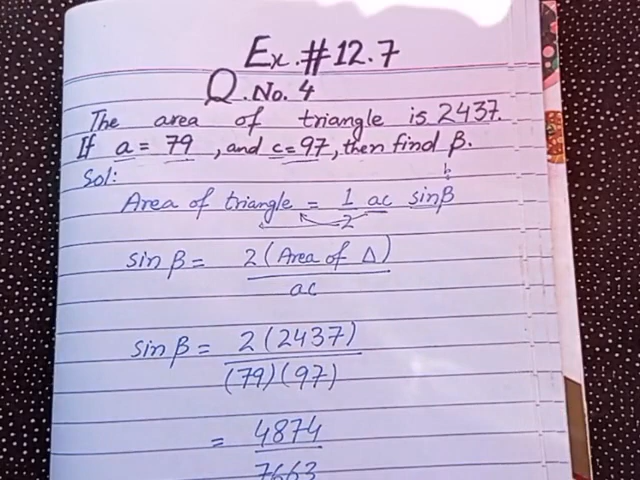 Ex.#12.7
Q.No.4
The area of triangle is 2437.
If a = 79, and c=97, then find β.
Sol:
Area of triangle = 1/2 ac sinβ
sin β = 2(Area of Δ)/ac
sin β = 2(2437)/(79)(97)
= 4874/7663